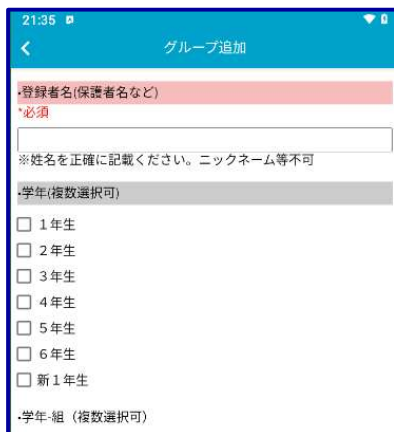 21:35
グループ追加
・登録者名(保護者名など)
*必須
※姓名を正確に記載ください。ニックネーム等不可
・学年(複数選択可)
1年生
2年生
3年生
4年生
5年生
6年生
新1年生
・学年-組（複数選択可）